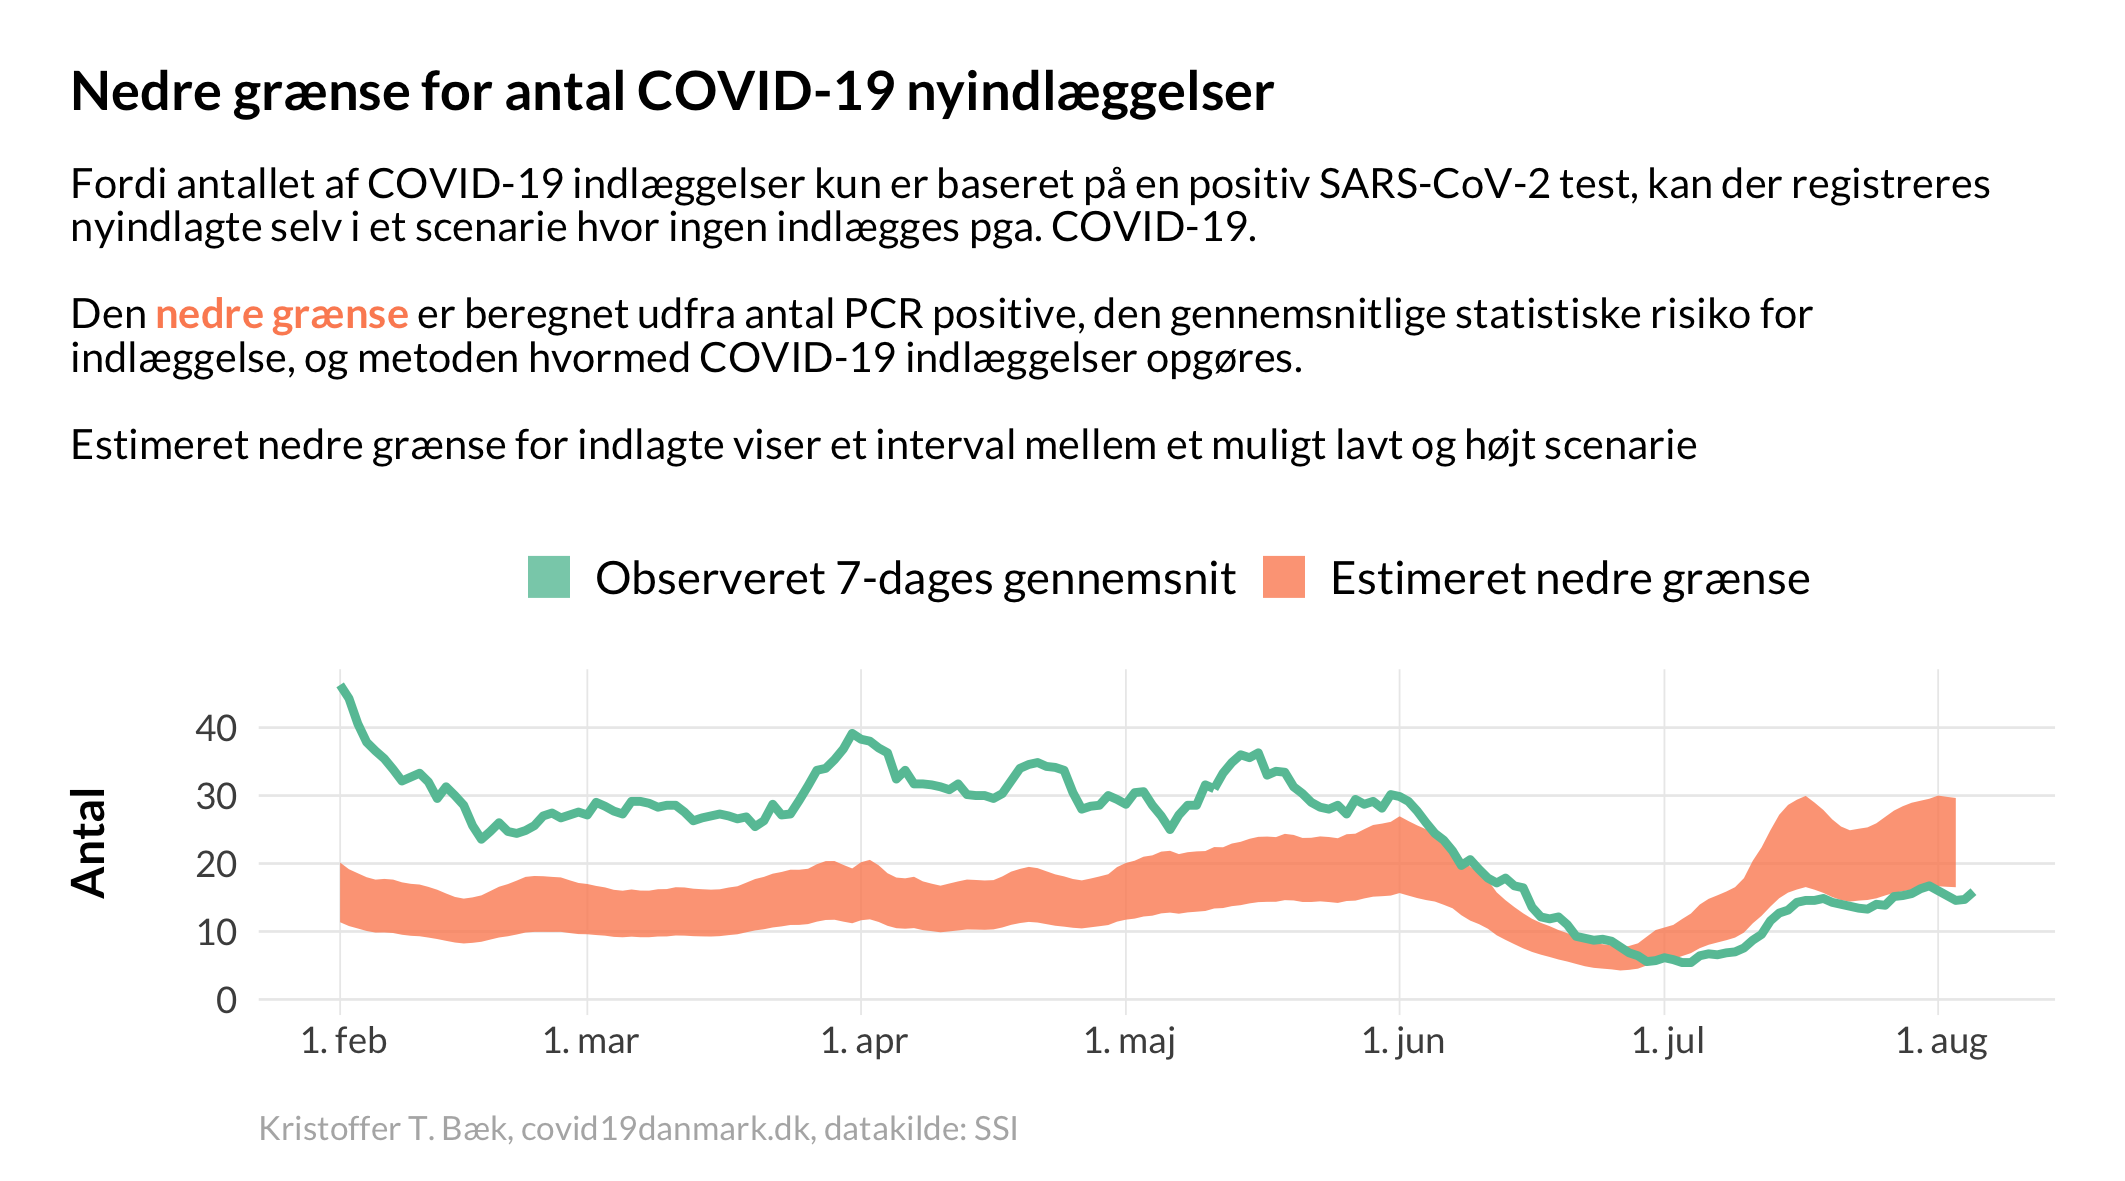 Nedre grænse for antal COVID-19 nyindlæggelser
Fordi antallet af COVID-19 indlæggelser kun er baseret på en positiv SARS-CoV-2 test, kan der registreres
nyindlagte selv i et scenarie hvor ingen indlægges pga. COVID-19.
Den nedre grænse er beregnet udfra antal PCR positive, den gennemsnitlige statistiske risiko for
indlæggelse, og metoden hvormed COVID-19 indlæggelser opgøres.
Estimeret nedre grænse for indlagte viser et interval mellem et muligt lavt og højt scenarie
Observeret 7-dages gennemsnit
Estimeret nedre grænse
Antal
40
30
20
10
0
1. feb
1. mar
1. apr
1. maj
1. jun
1. jul
1. aug
Kristoffer T. Bæk, covid19danmark.dk, datakilde: SSI